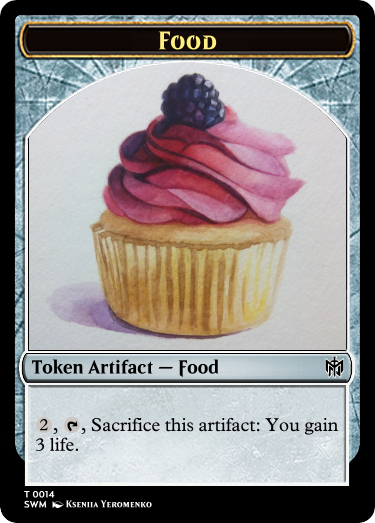 Food
Token Artifact — Food
2, , Sacrifice this artifact: You gain
3 life.
T 0014
SWM Kseniia Yeromenko